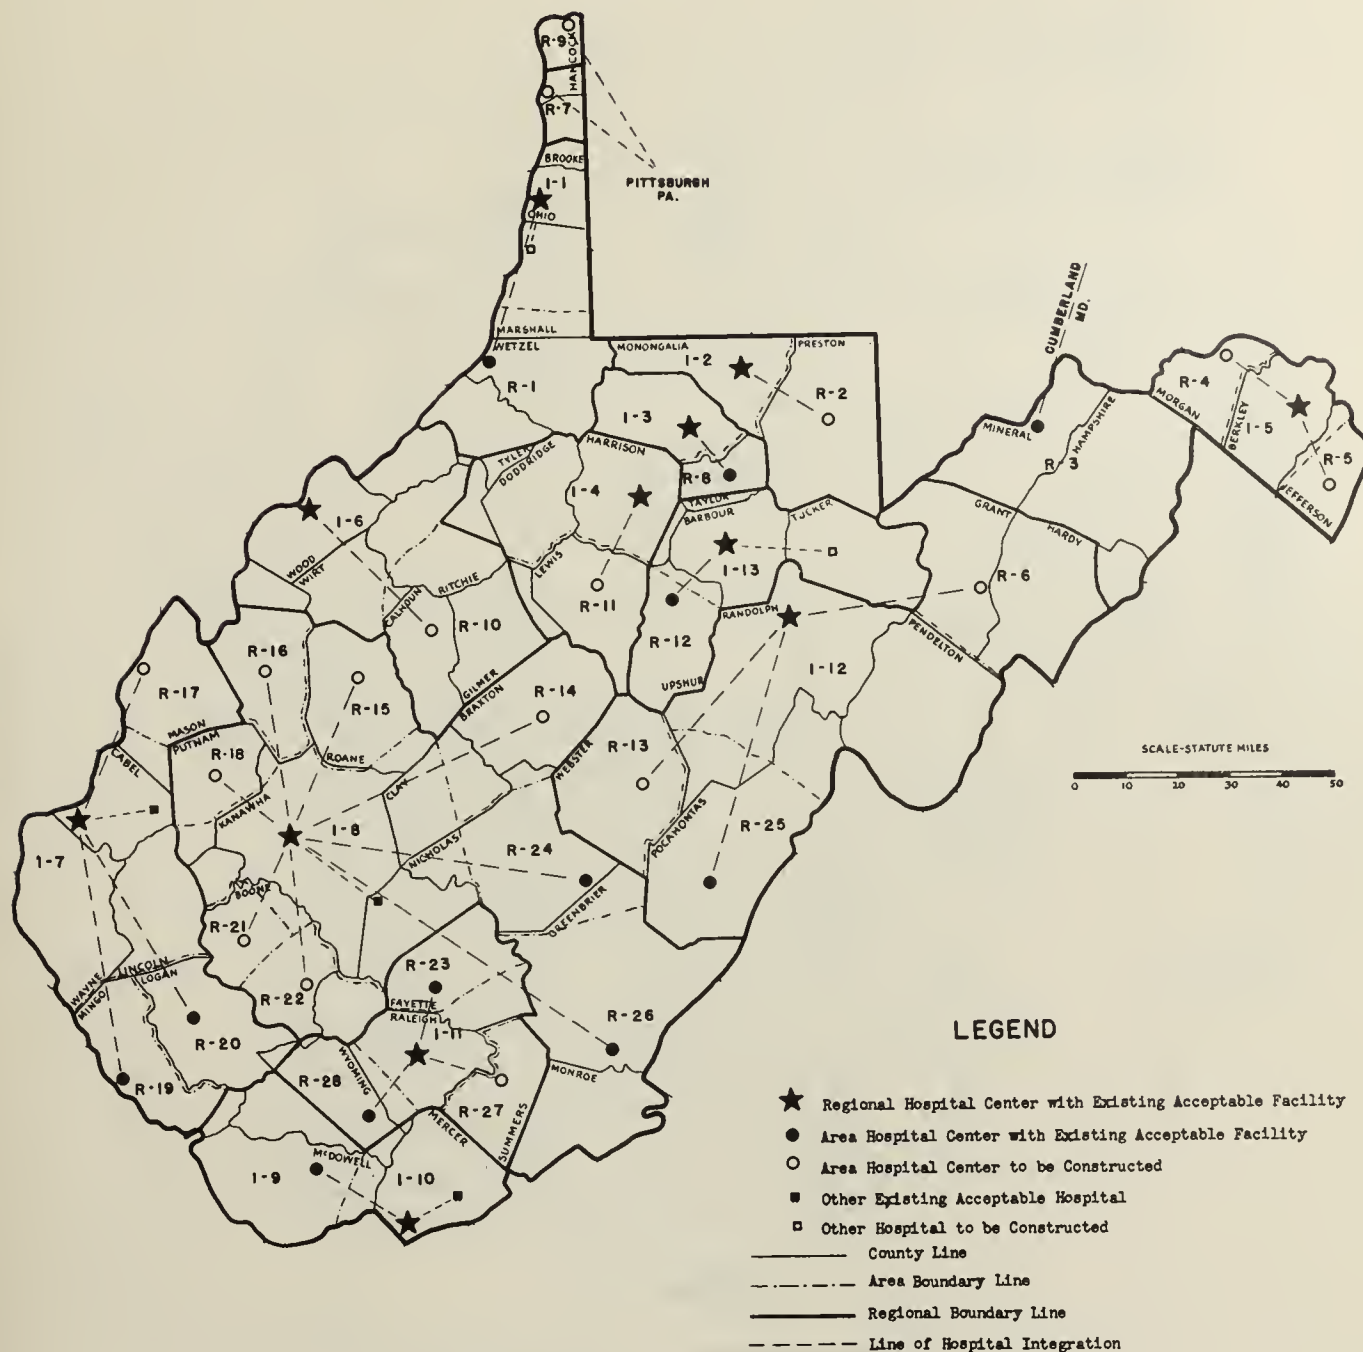 R-9
HANCOCK
R-7
BROOKE
I-1
OHIO
PITTSBURGH
PA.
MARSHALL
WETZEL
R-1
MONONGALIA
I-2
PRESTON
R-2
CUMBERLAND
MD.
MINERAL
HAMPSHIRE
R-3
R-4
MORGAN
BERKLEY
I-5
R-5
JEFFERSON
I-3
HARRISON
TYLER
DODDRIDGE
I-4
R-8
TAYLOR
BARBOUR
TUCKER
GRANT
HARDY
I-6
WOOD
WIRT
RITCHIE
CALHOUN
LEWIS
R-11
I-13
R-6
R-10
R-12
RANDOLPH
PENDELTON
I-12
UPSHUR
R-16
R-17
R-15
GILMER
BRAXTON
R-14
MASON
PUTNAM
R-18
ROANE
WEBSTER
R-13
CABEL
CLAY
SCALE-STATUTE MILES
0 10 20 30 40 50
KANAWHA
I-8
NICHOLAS
POCAHONTAS
R-25
I-7
R-24
BOONE
R-21
GREENBRIER
LINCOLN
LOGAN
WAYNE
MINGO
R-23
R-22
FAYETTE
RALEIGH
R-20
I-11
R-26
R-19
R-28
WYOMING
MONROE
R-27
MERCER
SUMMERS
McDOWELL
I-9
I-10
LEGEND
Regional Hospital Center with Existing Acceptable Facility
Area Hospital Center with Existing Acceptable Facility
Area Hospital Center to be Constructed
Other Existing Acceptable Hospital
Other Hospital to be Constructed
County Line
Area Boundary Line
Regional Boundary Line
Line of Hospital Integration